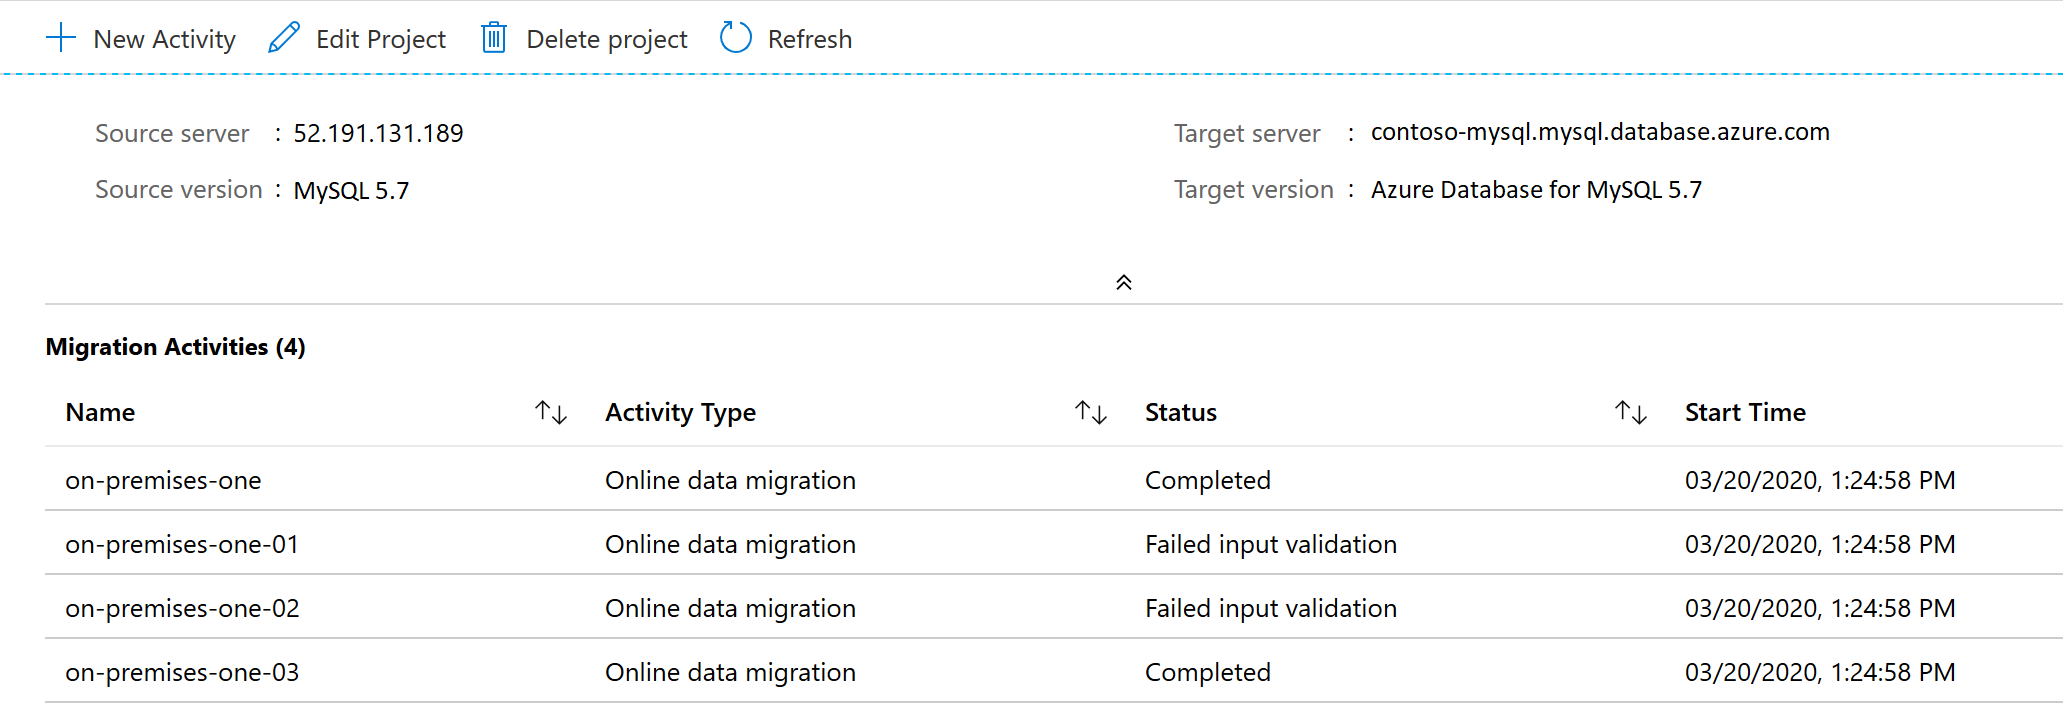 New Activity Edit Project Delete project Refresh
Source server : 52.191.131.189 Target server : contoso-mysql.mysql.database.azure.com
Source version : MySQL 5.7 Target version : Azure Database for MySQL 5.7
Migration Activities (4)
Name Activity Type Status Start Time
on-premises-one Online data migration Completed 03/20/2020, 1:24:58 PM
on-premises-one-01 Online data migration Failed input validation 03/20/2020, 1:24:58 PM
on-premises-one-02 Online data migration Failed input validation 03/20/2020, 1:24:58 PM
on-premises-one-03 Online data migration Completed 03/20/2020, 1:24:58 PM